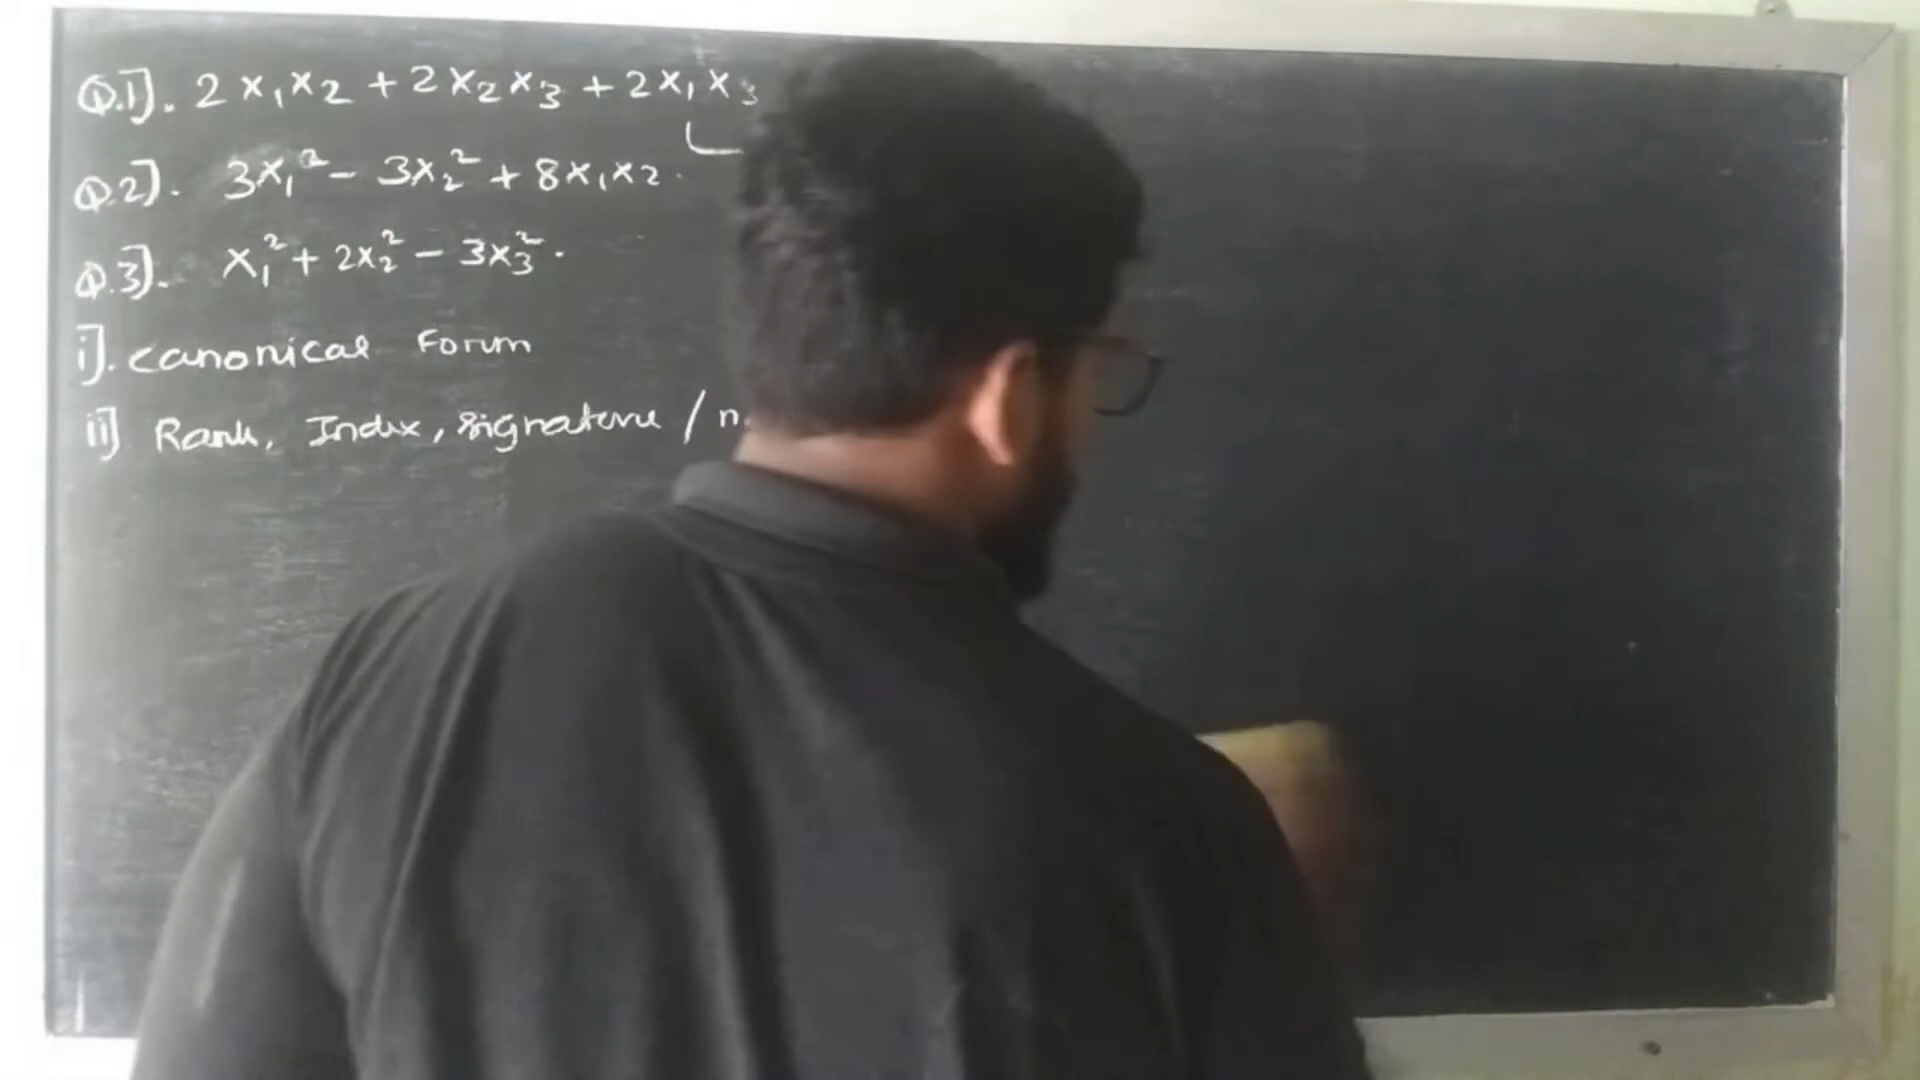 Q.1]. 2x₁x₂ + 2x₂x₃ + 2x₁x₃
Q.2]. 3x₁² - 3x₂² + 8x₁x₂.
Q.3]. x₁² + 2x₂² - 3x₃².
i]. canonical Form
ii] Rank, Index, signature /